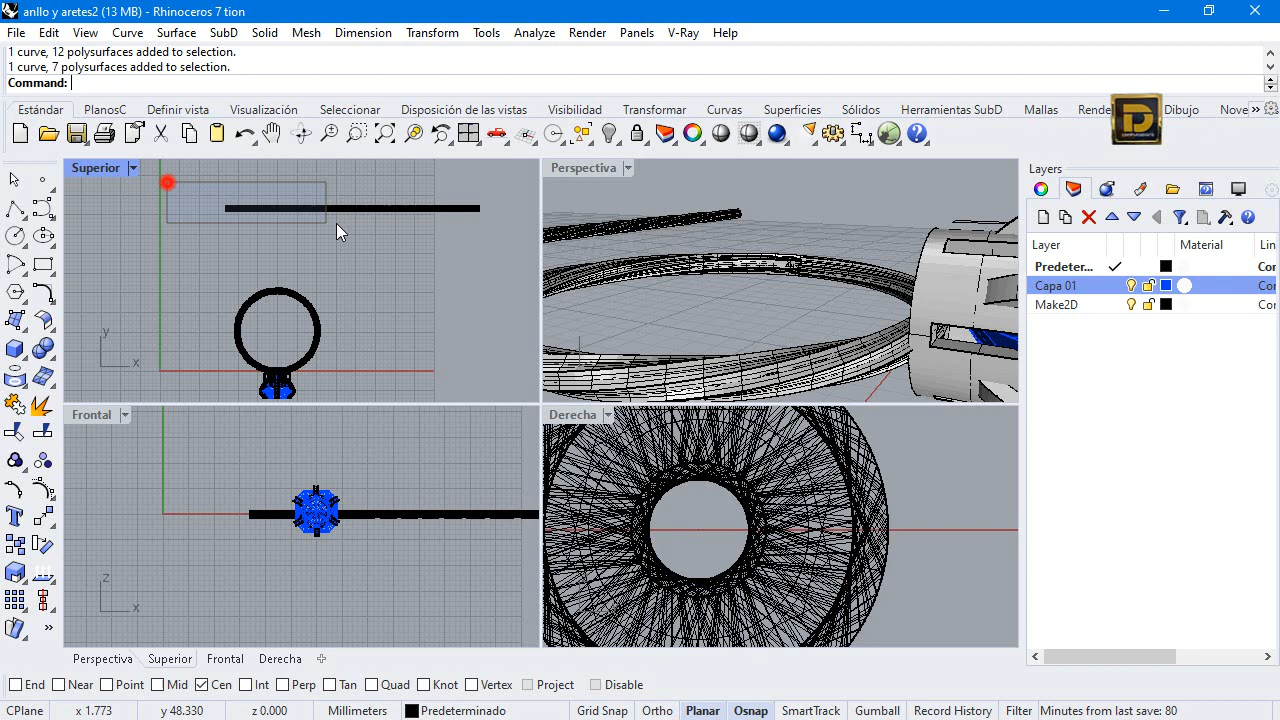 anllo y aretes2 (13 MB) - Rhinoceros 7 tion
File Edit View Curve Surface SubD Solid Mesh Dimension Transform Tools Analyze Render Panels V-Ray Help
1 curve, 12 polysurfaces added to selection.
1 curve, 7 polysurfaces added to selection.
Command:
Estándar PlanosC Definir vista Visualización Seleccionar Disposición de las vistas Visibilidad Transformar Curvas Superficies Sólidos Herramientas SubD Mallas Rende Dibujo Nove »
Superior
Perspectiva
Layers
Layer Material Lin
Predeter... Cor
Capa 01 Cor
Make2D Cor
y
x
Frontal
Derecha
z
x
»
Perspectiva Superior Frontal Derecha
End Near Point Mid Cen Int Perp Tan Quad Knot Vertex Project Disable
CPlane x 1.773 y 48.330 z 0.000 Millimeters Predeterminado Grid Snap Ortho Planar Osnap SmartTrack Gumball Record History Filter Minutes from last save: 80